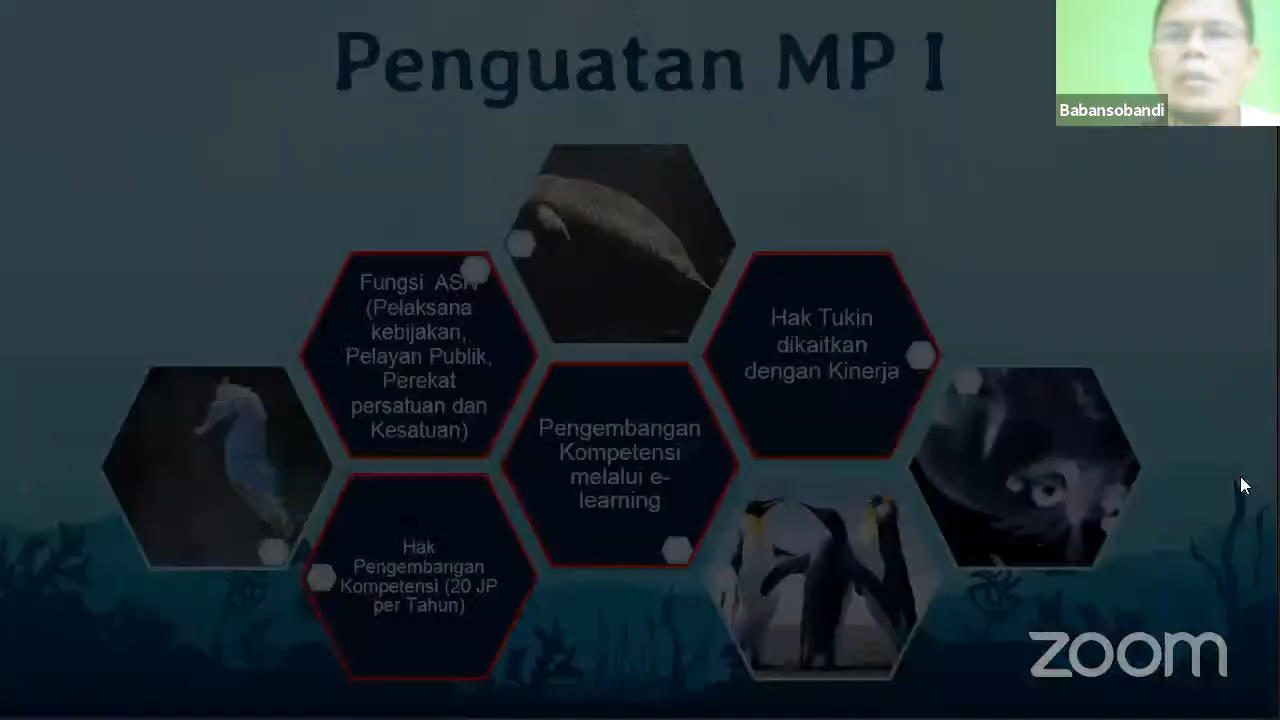 Penguatan MP I
Babansobandi
Fungsi ASN
(Pelaksana
kebijakan,
Pelayan Publik,
Perekat
persatuan dan
Kesatuan)
Hak Tukin
dikaitkan
dengan Kinerja
Pengembangan
Kompetensi
melalui e-
learning
Hak
Pengembangan
Kompetensi (20 JP
per Tahun)
zoom